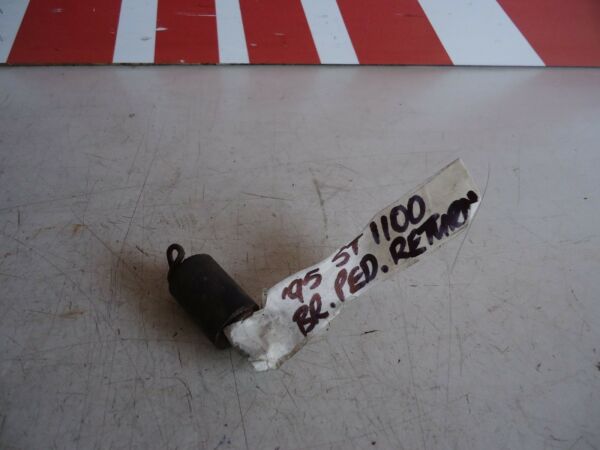 '95 ST 1100
BR. PED. RETURN